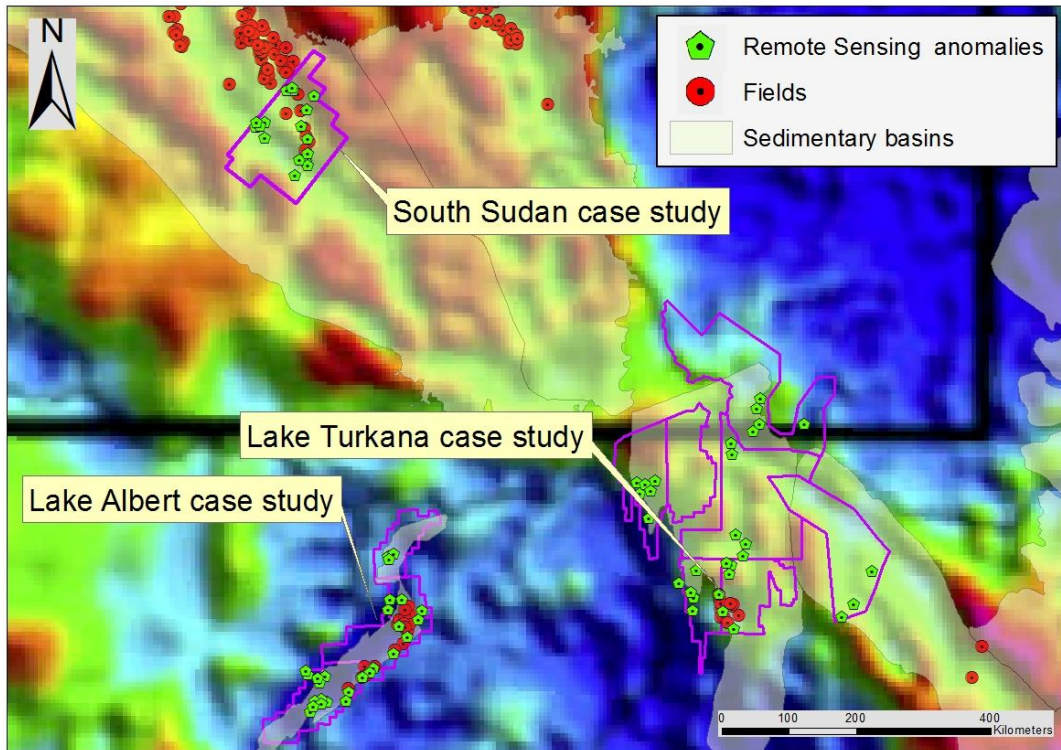 N
Remote Sensing anomalies
Fields
Sedimentary basins
South Sudan case study
Lake Turkana case study
Lake Albert case study
0 100 200 400
Kilometers